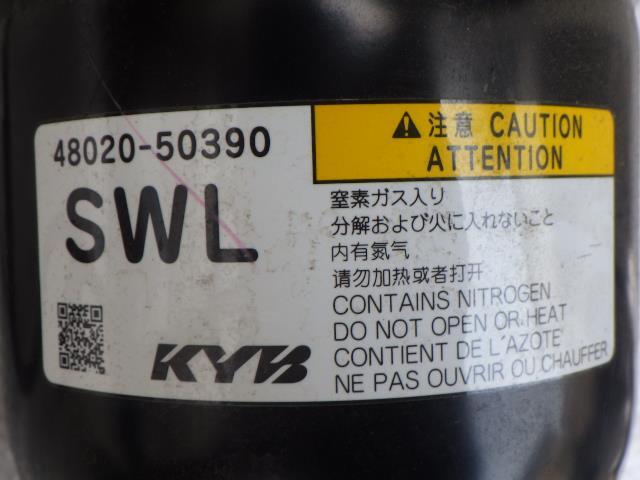 48020-50390
SWL
KYB
⚠ 注意 CAUTION
ATTENTION
窒素ガス入り
分解および火に入れないこと
内有氮气
请勿加热或者打开
CONTAINS NITROGEN
DO NOT OPEN OR HEAT
CONTIENT DE L'AZOTE
NE PAS OUVRIR OU CHAUFFER